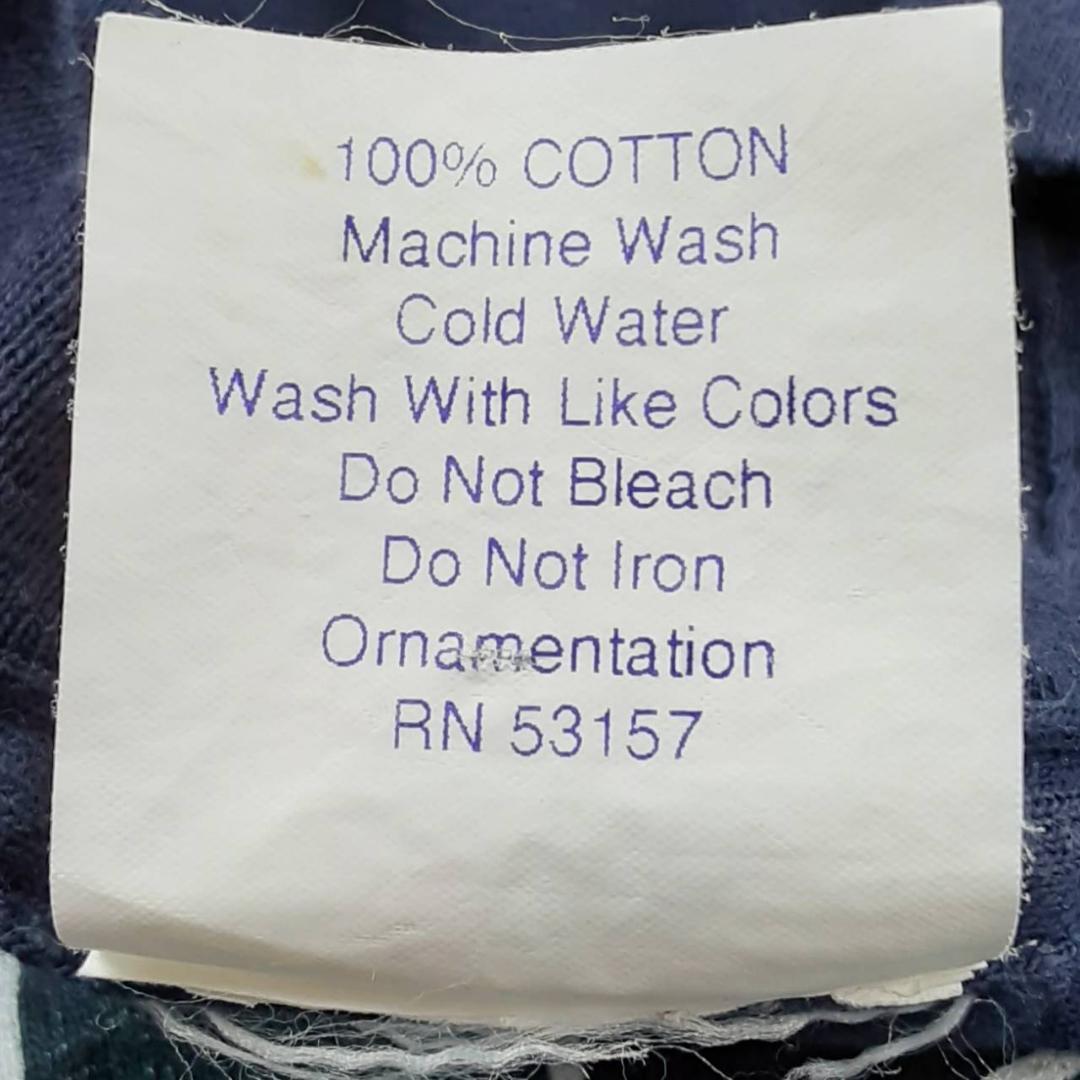 100% COTTON
Machine Wash
Cold Water
Wash With Like Colors
Do Not Bleach
Do Not Iron
Ornamentation
RN 53157